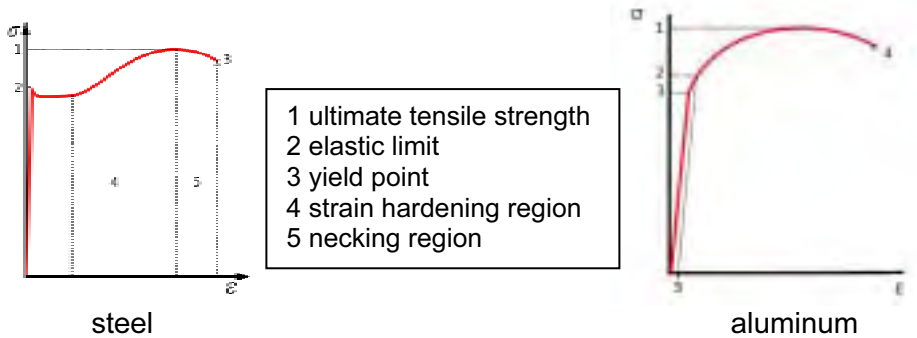 σ
1
2
3
4
5
ε
steel
1 ultimate tensile strength
2 elastic limit
3 yield point
4 strain hardening region
5 necking region
σ
1
2
3
4
ε
aluminum